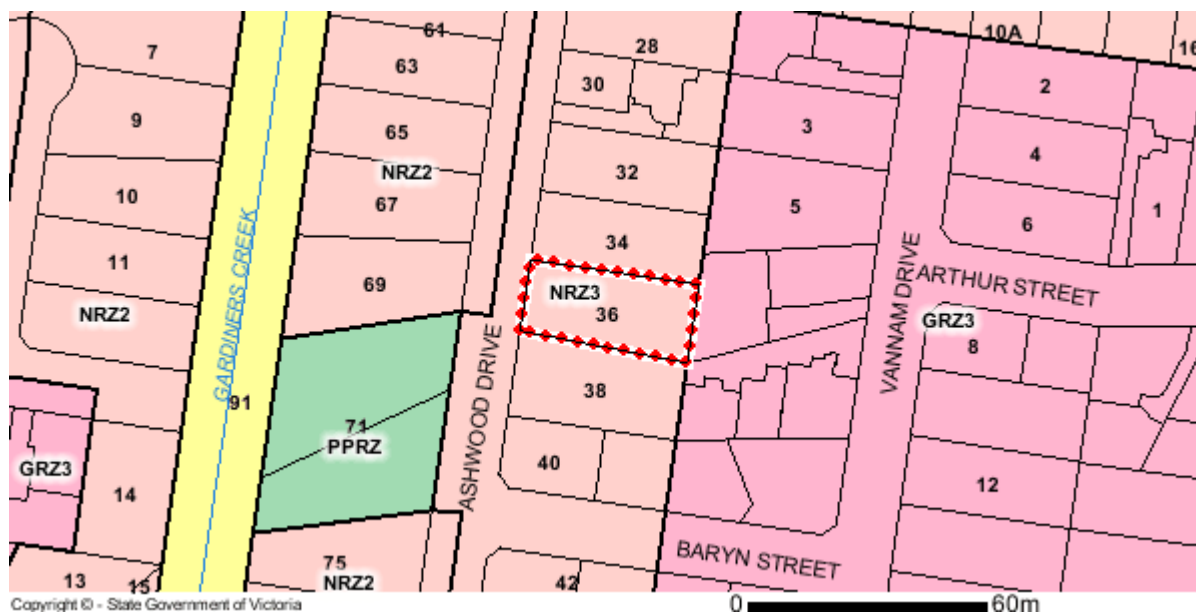 61
28
10A
16
7
63
30
2
9
65
3
32
4
NRZ2
10
67
5
6
1
34
11
69
NRZ3
36
ARTHUR STREET
NRZ2
GARDINERS CREEK
VANNAM DRIVE
GRZ3
8
38
91
71
PPRZ
ASHWOOD DRIVE
GRZ3
40
14
12
BARYN STREET
75
13
15
NRZ2
42
Copyright © - State Government of Victoria
0
60m